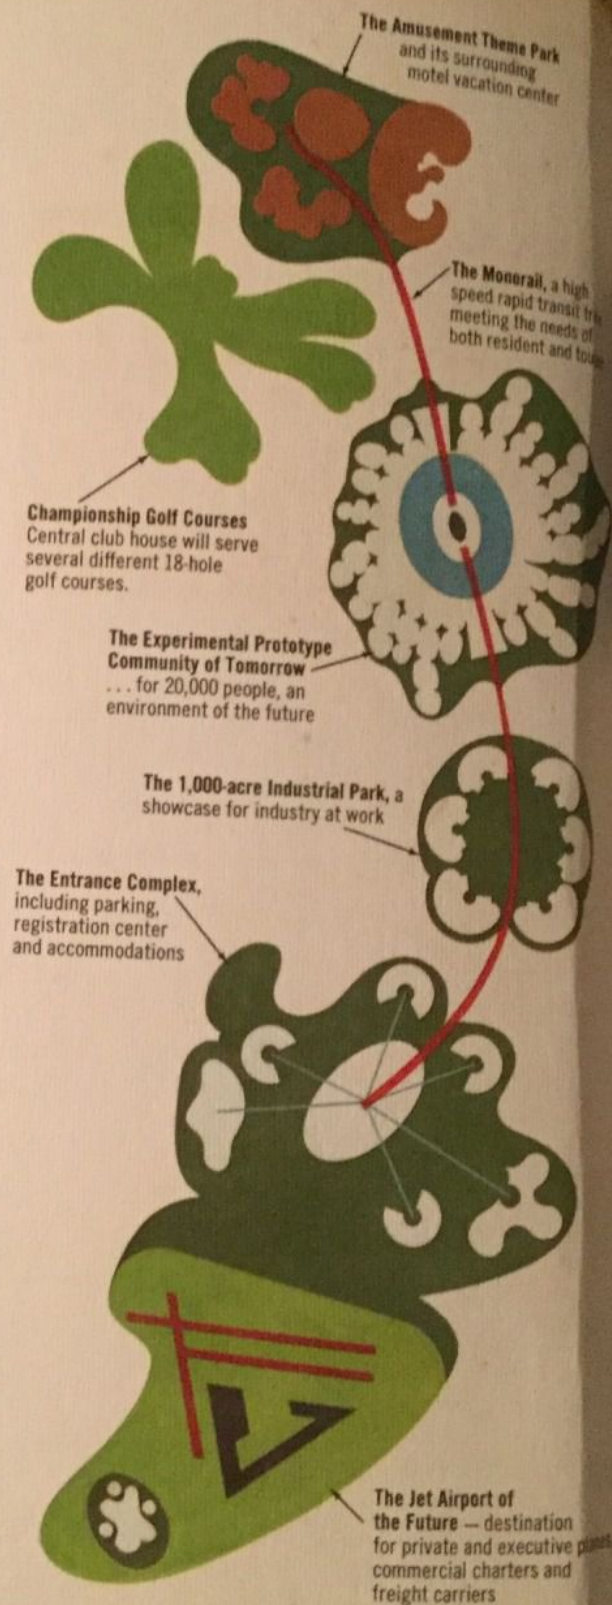 The Amusement Theme Park
and its surrounding
motel vacation center
The Monorail, a high
speed rapid transit
meeting the needs of
both resident and
Championship Golf Courses
Central club house will serve
several different 18-hole
golf courses.
The Experimental Prototype
Community of Tomorrow
... for 20,000 people, an
environment of the future
The 1,000-acre Industrial Park, a
showcase for industry at work
The Entrance Complex,
including parking,
registration center
and accommodations
The Jet Airport of
the Future — destination
for private and executive planes
commercial charters and
freight carriers